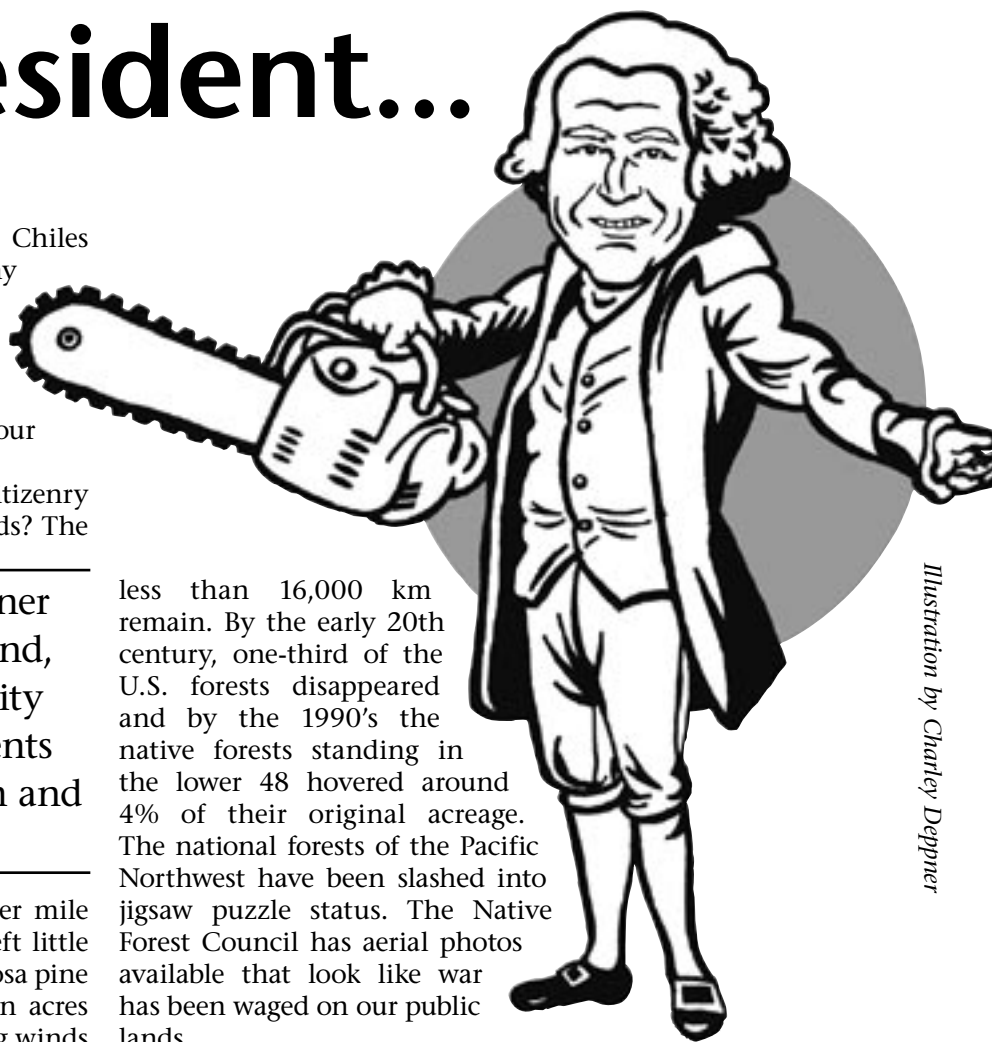 esident...
Chiles
y
our
tizenry
ds? The
ner
nd,
ity
ents
n and
er mile
eft little
osa pine
n acres
g winds
less than 16,000 km
remain. By the early 20th
century, one-third of the
U.S. forests disappeared
and by the 1990's the
native forests standing in
the lower 48 hovered around
4% of their original acreage.
The national forests of the Pacific
Northwest have been slashed into
jigsaw puzzle status. The Native
Forest Council has aerial photos
available that look like war
has been waged on our public
lands
Illustration by Charley Deppner